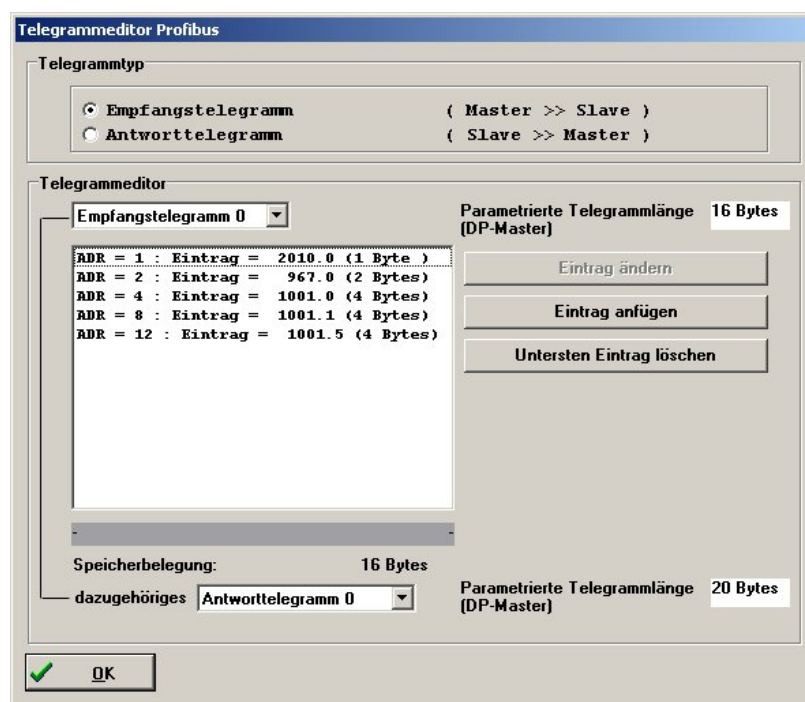 Telegrammeditor Profibus
Telegrammtyp
Empfangstelegramm ( Master >> Slave )
Antworttelegramm ( Slave >> Master )
Telegrammeditor
Empfangstelegramm 0
Parametrierte Telegrammlänge 16 Bytes
(DP-Master)
ADR = 1 : Eintrag = 2010.0 (1 Byte )
ADR = 2 : Eintrag = 967.0 (2 Bytes)
ADR = 4 : Eintrag = 1001.0 (4 Bytes)
ADR = 8 : Eintrag = 1001.1 (4 Bytes)
ADR = 12 : Eintrag = 1001.5 (4 Bytes)
Eintrag ändern
Eintrag anfügen
Untersten Eintrag löschen
- -
Speicherbelegung: 16 Bytes
dazugehöriges Antworttelegramm 0
Parametrierte Telegrammlänge 20 Bytes
(DP-Master)
OK